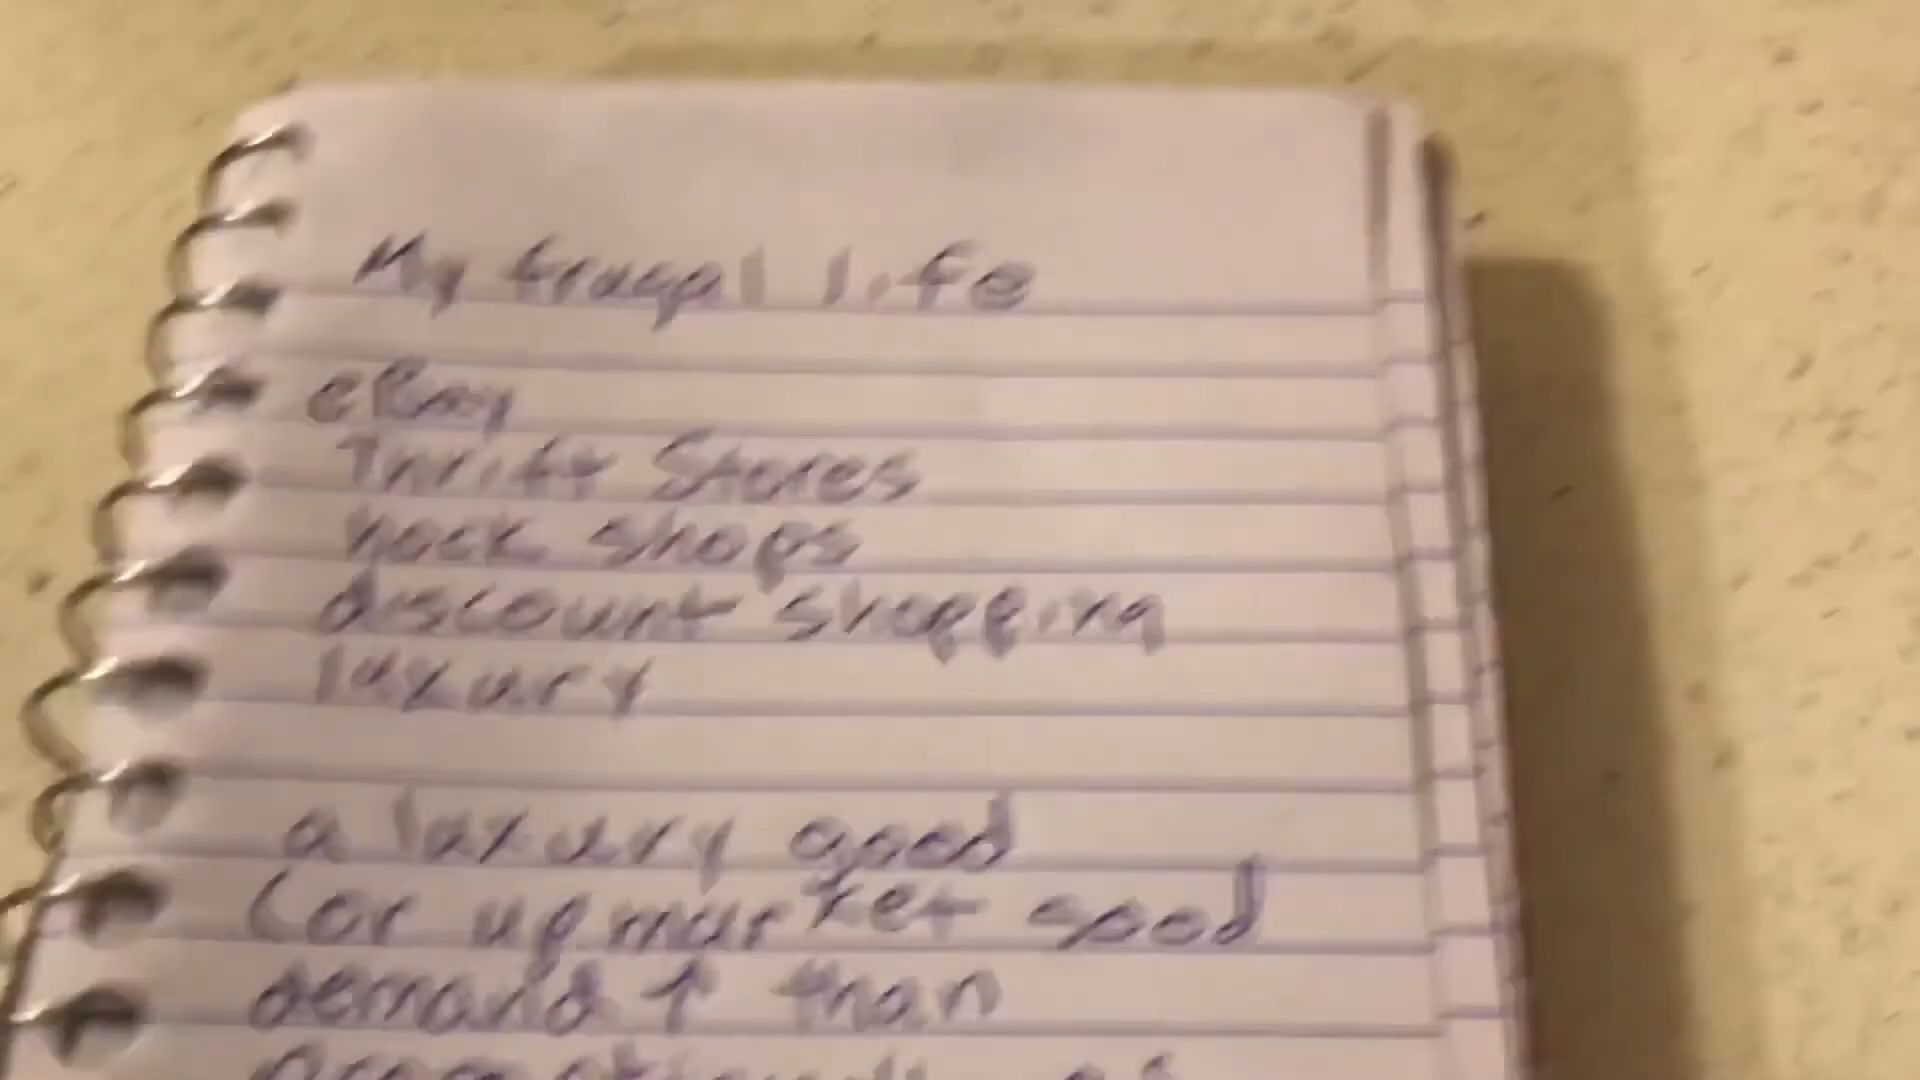 My frugal life
eBay
Thrift Stores
hock shops
discount shopping
luxury
a luxury good
(or upmarket good
demand ↑ than